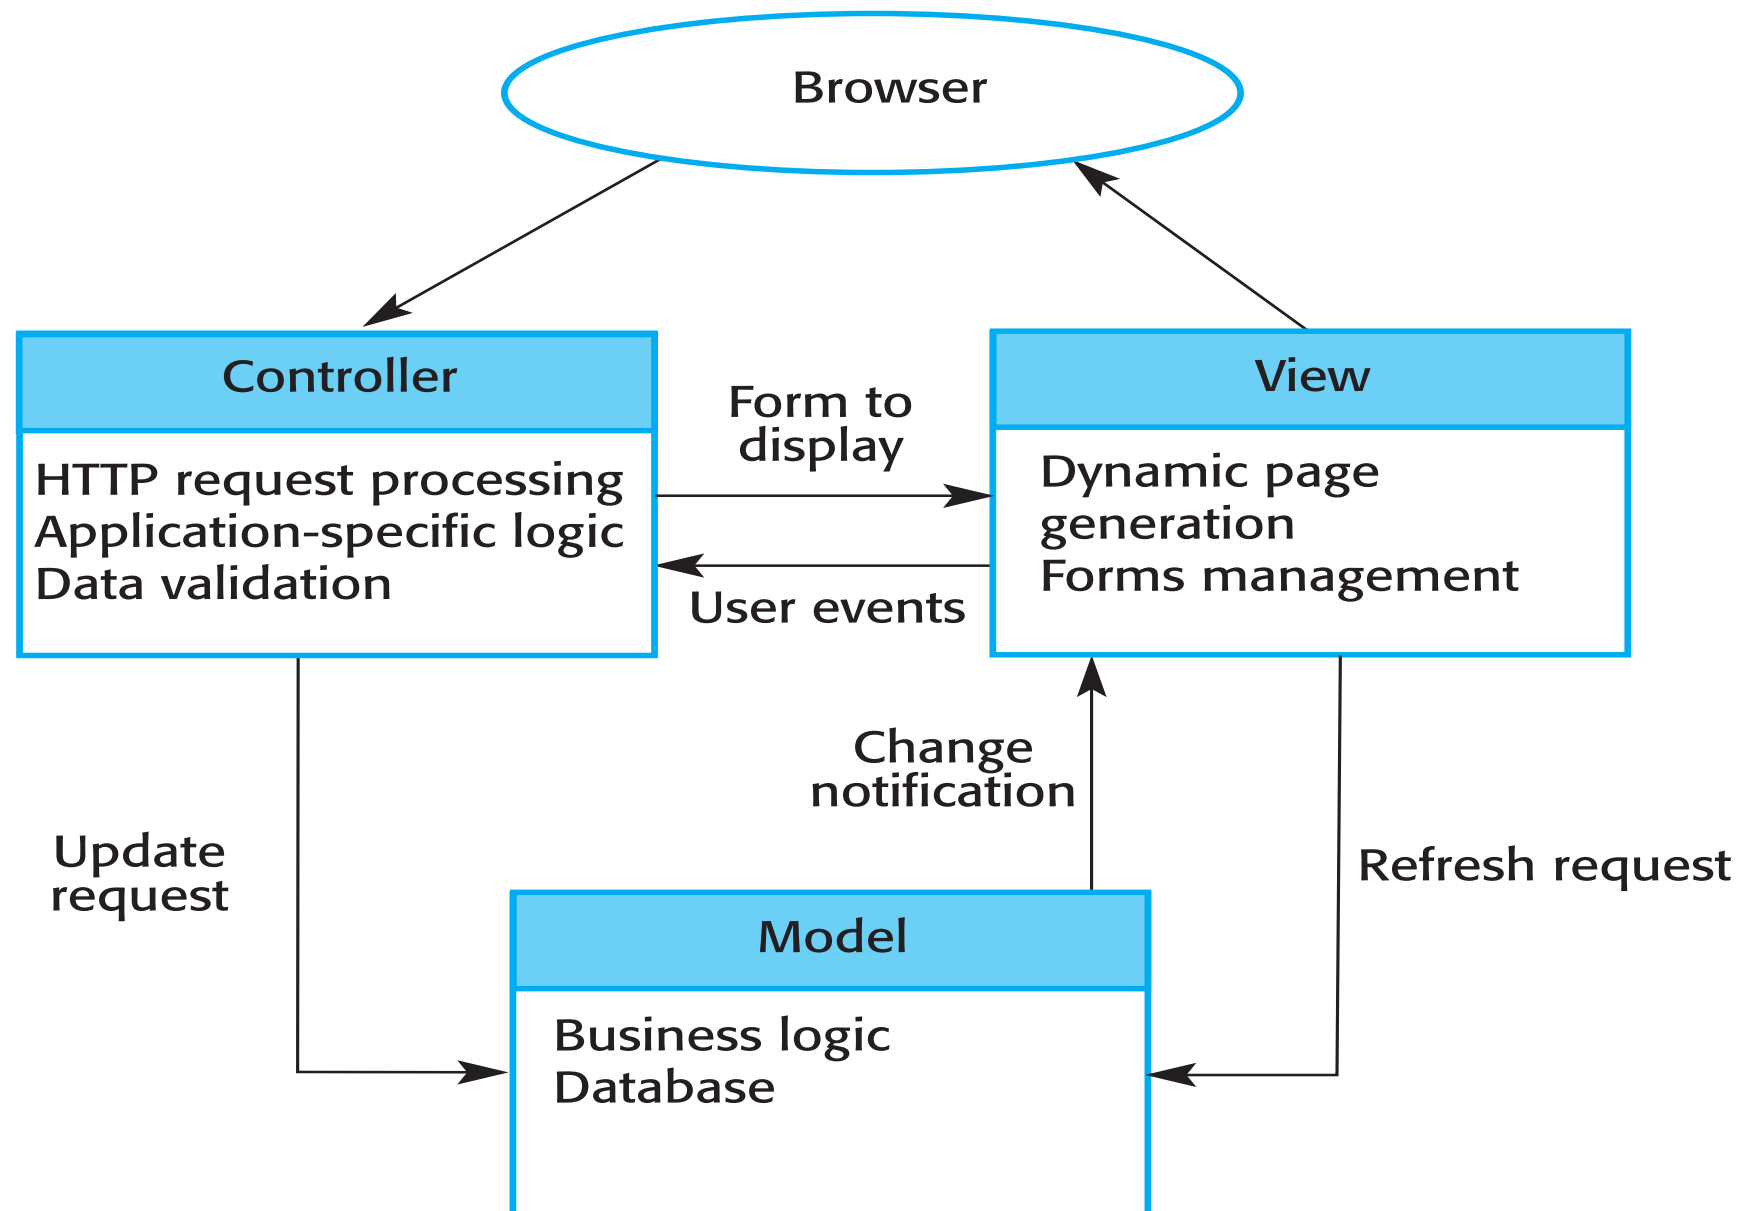 Browser
Controller
HTTP request processing
Application-specific logic
Data validation
Form to
display
User events
View
Dynamic page
generation
Forms management
Update
request
Change
notification
Refresh request
Model
Business logic
Database